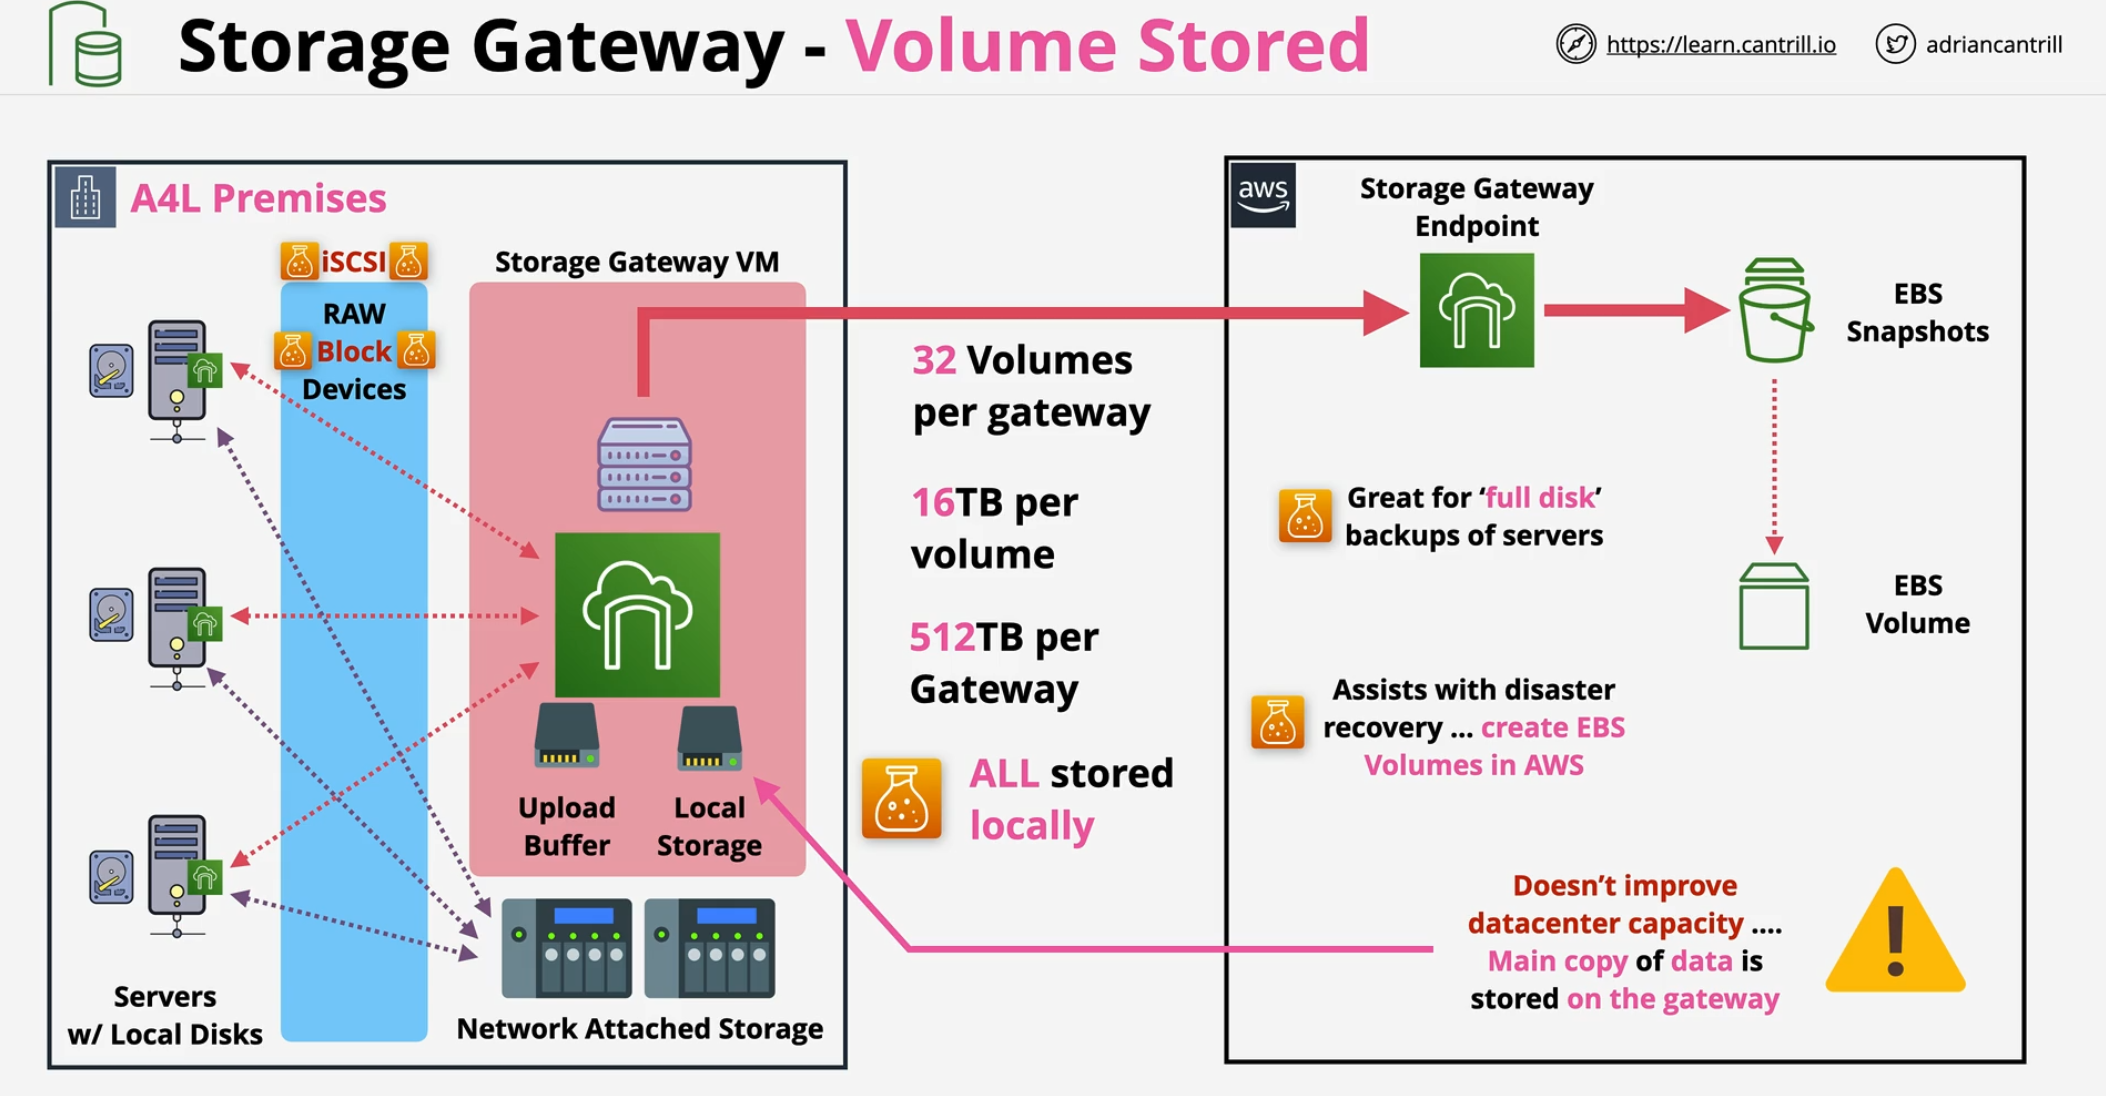 Storage Gateway - Volume Stored
https://learn.cantrill.io
adriancantrill
A4L Premises
iSCSI
RAW
Block
Devices
Storage Gateway VM
Upload
Buffer
Local
Storage
Servers
w/ Local Disks
Network Attached Storage
32 Volumes
per gateway
16TB per
volume
512TB per
Gateway
ALL stored
locally
aws
Storage Gateway
Endpoint
EBS
Snapshots
Great for ‘full disk’
backups of servers
EBS
Volume
Assists with disaster
recovery ... create EBS
Volumes in AWS
Doesn’t improve
datacenter capacity ....
Main copy of data is
stored on the gateway